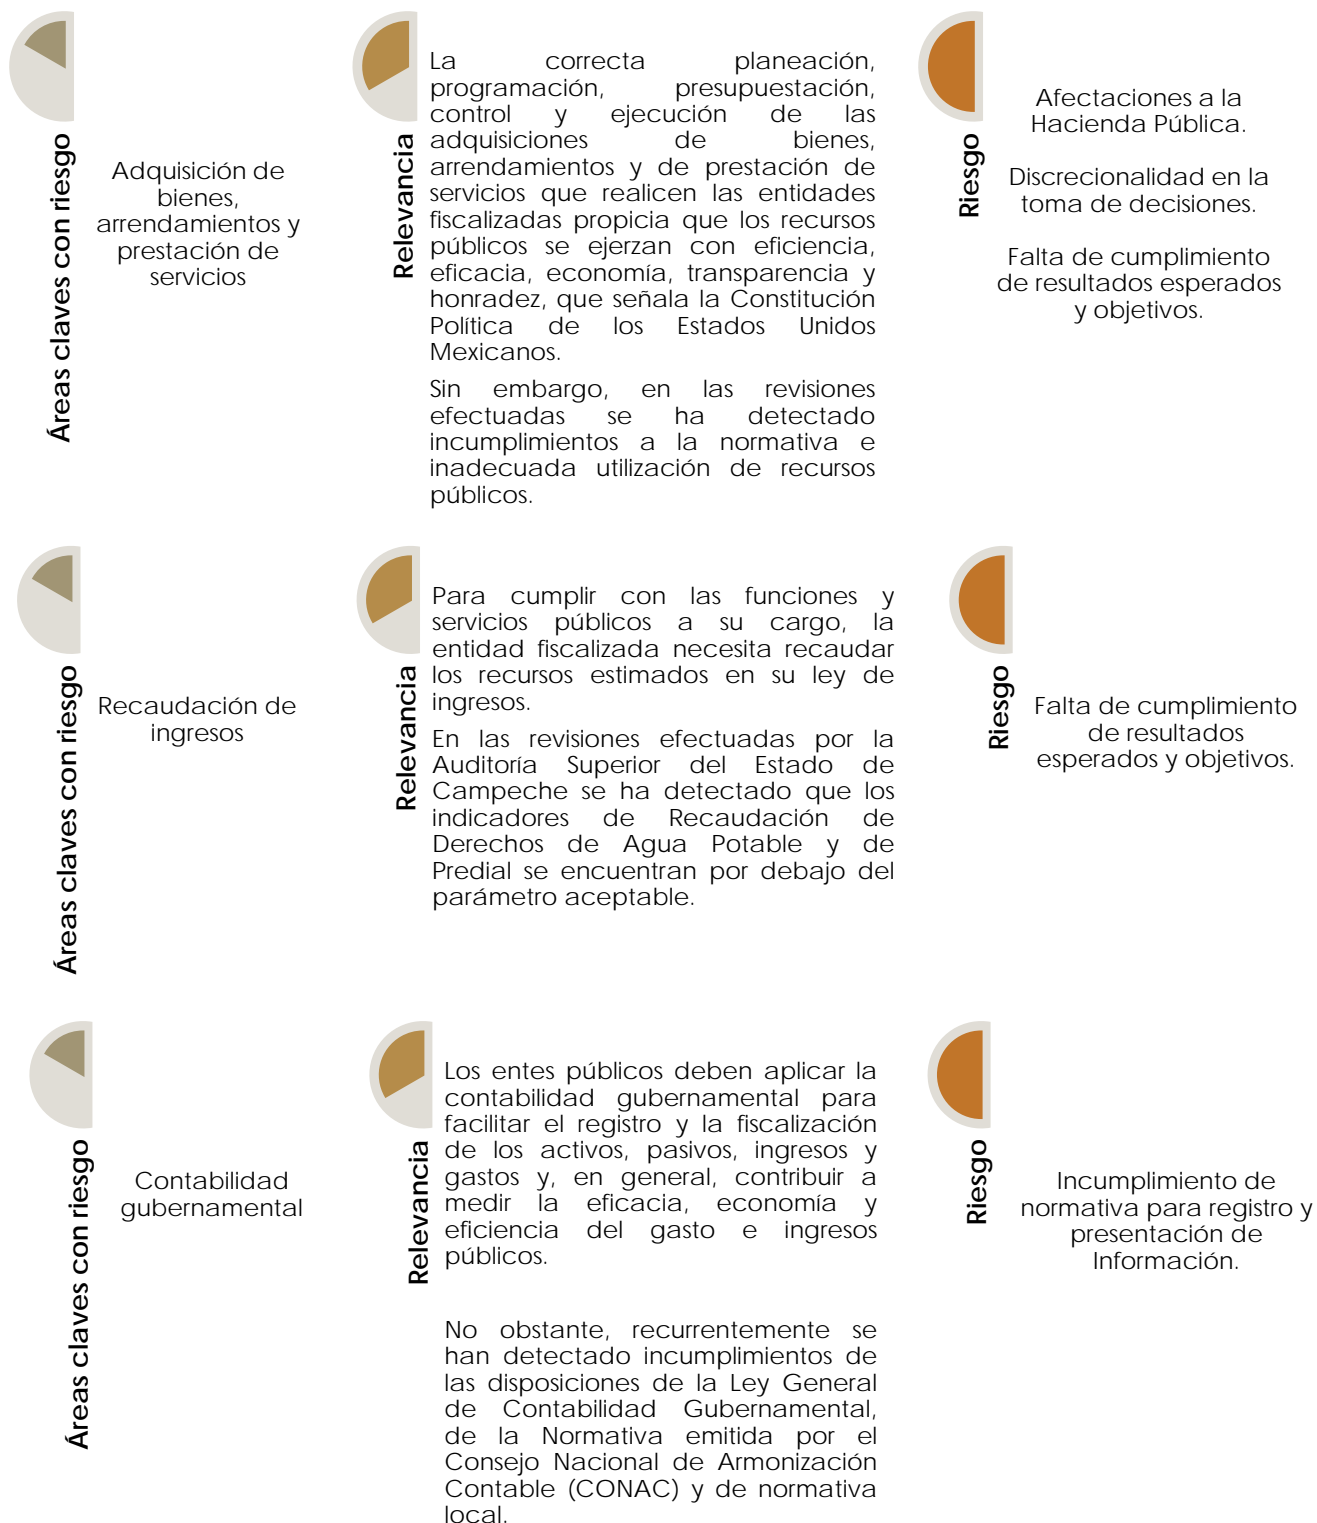 Áreas claves con riesgo
Adquisición de
bienes,
arrendamientos y
prestación de
servicios
Relevancia
La correcta planeación,
programación, presupuestación,
control y ejecución de las
adquisiciones de bienes,
arrendamientos y de prestación de
servicios que realicen las entidades
fiscalizadas propicia que los recursos
públicos se ejerzan con eficiencia,
eficacia, economía, transparencia y
honradez, que señala la Constitución
Política de los Estados Unidos
Mexicanos.
Sin embargo, en las revisiones
efectuadas se ha detectado
incumplimientos a la normativa e
inadecuada utilización de recursos
públicos.
Riesgo
Afectaciones a la
Hacienda Pública.
Discrecionalidad en la
toma de decisiones.
Falta de cumplimiento
de resultados esperados
y objetivos.
Áreas claves con riesgo
Recaudación de
ingresos
Relevancia
Para cumplir con las funciones y
servicios públicos a su cargo, la
entidad fiscalizada necesita recaudar
los recursos estimados en su ley de
ingresos.
En las revisiones efectuadas por la
Auditoría Superior del Estado de
Campeche se ha detectado que los
indicadores de Recaudación de
Derechos de Agua Potable y de
Predial se encuentran por debajo del
parámetro aceptable.
Riesgo
Falta de cumplimiento
de resultados
esperados y objetivos.
Áreas claves con riesgo
Contabilidad
gubernamental
Relevancia
Los entes públicos deben aplicar la
contabilidad gubernamental para
facilitar el registro y la fiscalización
de los activos, pasivos, ingresos y
gastos y, en general, contribuir a
medir la eficacia, economía y
eficiencia del gasto e ingresos
públicos.
No obstante, recurrentemente se
han detectado incumplimientos de
las disposiciones de la Ley General
de Contabilidad Gubernamental,
de la Normativa emitida por el
Consejo Nacional de Armonización
Contable (CONAC) y de normativa
local.
Riesgo
Incumplimiento de
normativa para registro y
presentación de
Información.